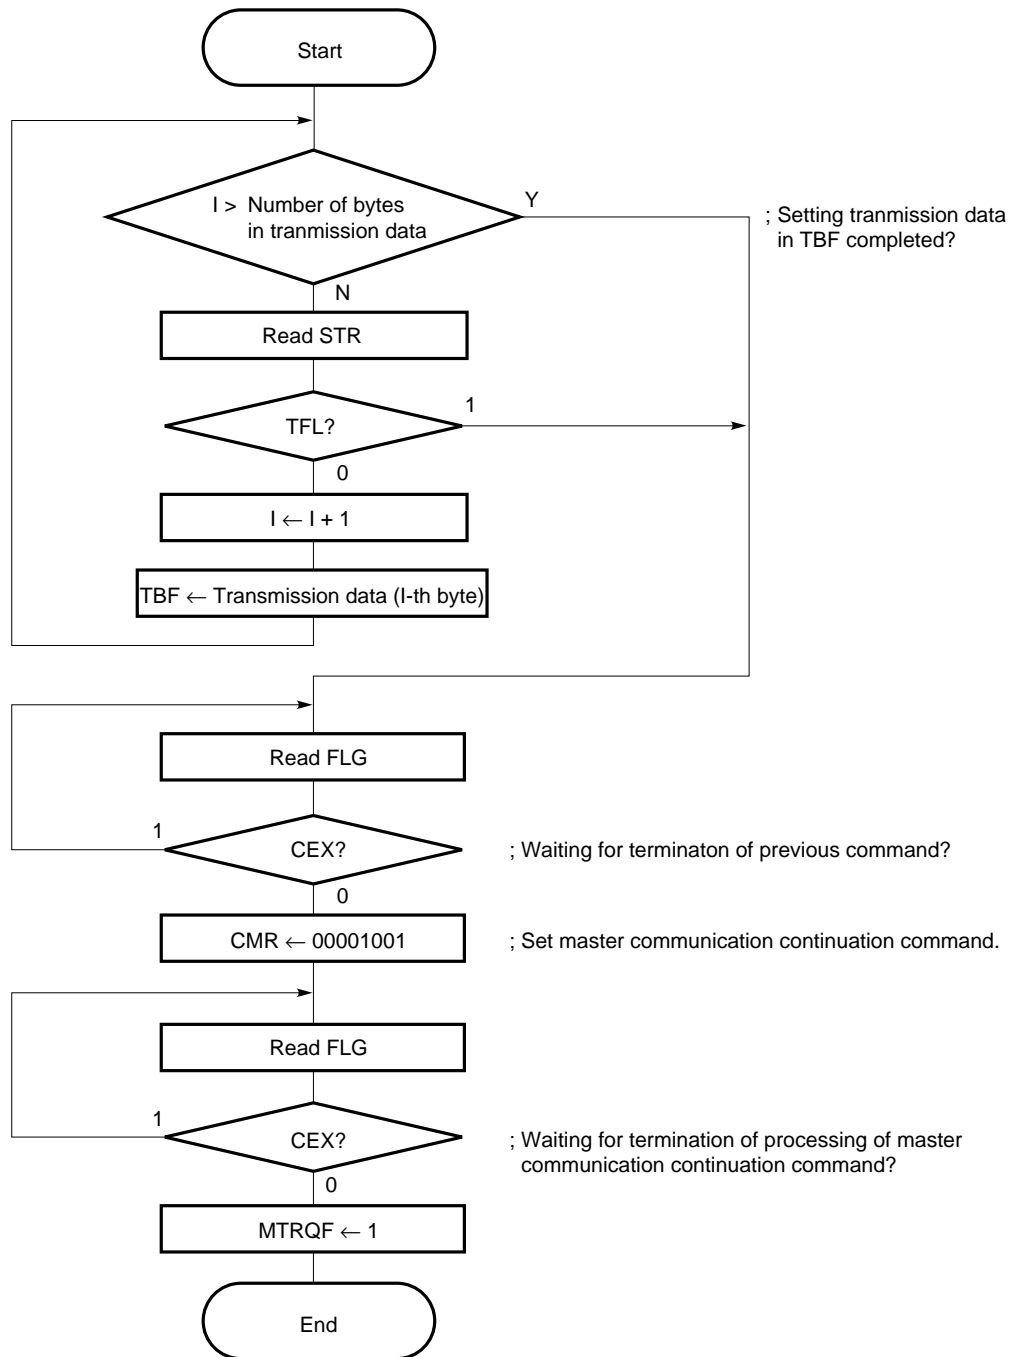 Start
I > Number of bytes
in tranmission data
Y
; Setting tranmission data
in TBF completed?
N
Read STR
TFL?
1
0
I ← I + 1
TBF ← Transmission data (I-th byte)
Read FLG
1
CEX?
; Waiting for terminaton of previous command?
0
CMR ← 00001001
; Set master communication continuation command.
Read FLG
1
CEX?
; Waiting for termination of processing of master
communication continuation command?
0
MTRQF ← 1
End